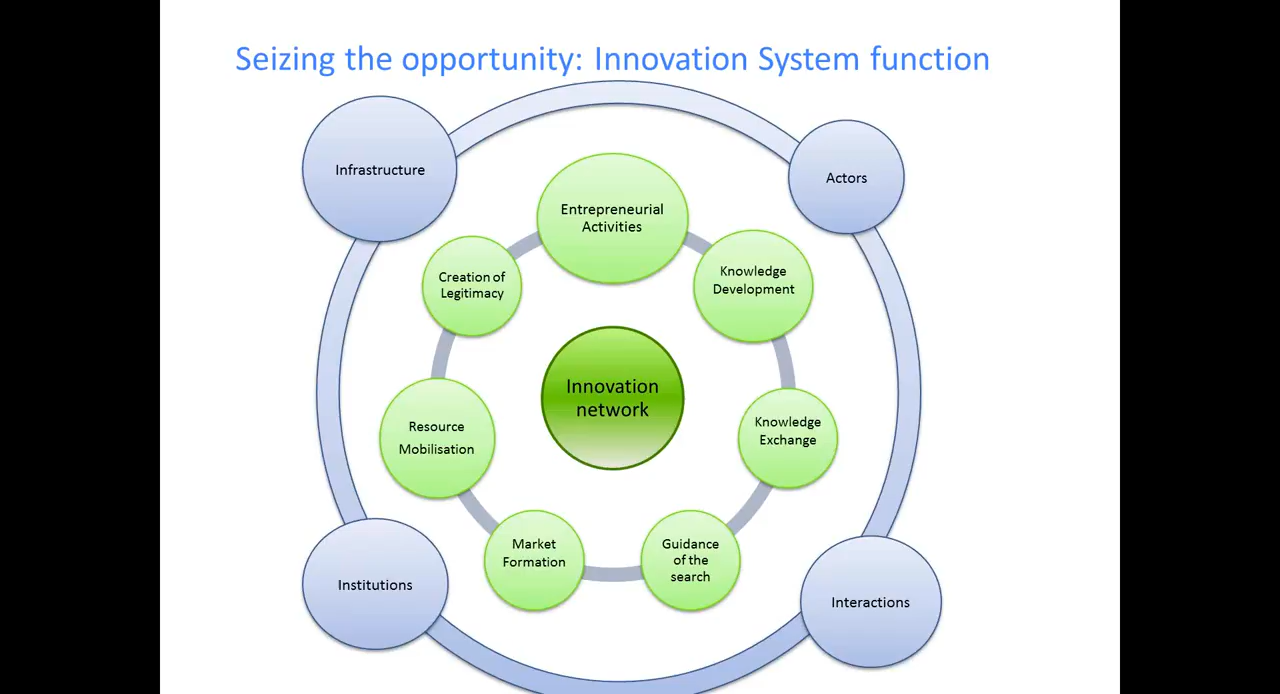 Seizing the opportunity: Innovation System function
Infrastructure
Actors
Entrepreneurial
Activities
Knowledge
Development
Creation of
Legitimacy
Innovation
network
Resource
Mobilisation
Knowledge
Exchange
Market
Formation
Guidance
of the
search
Institutions
Interactions